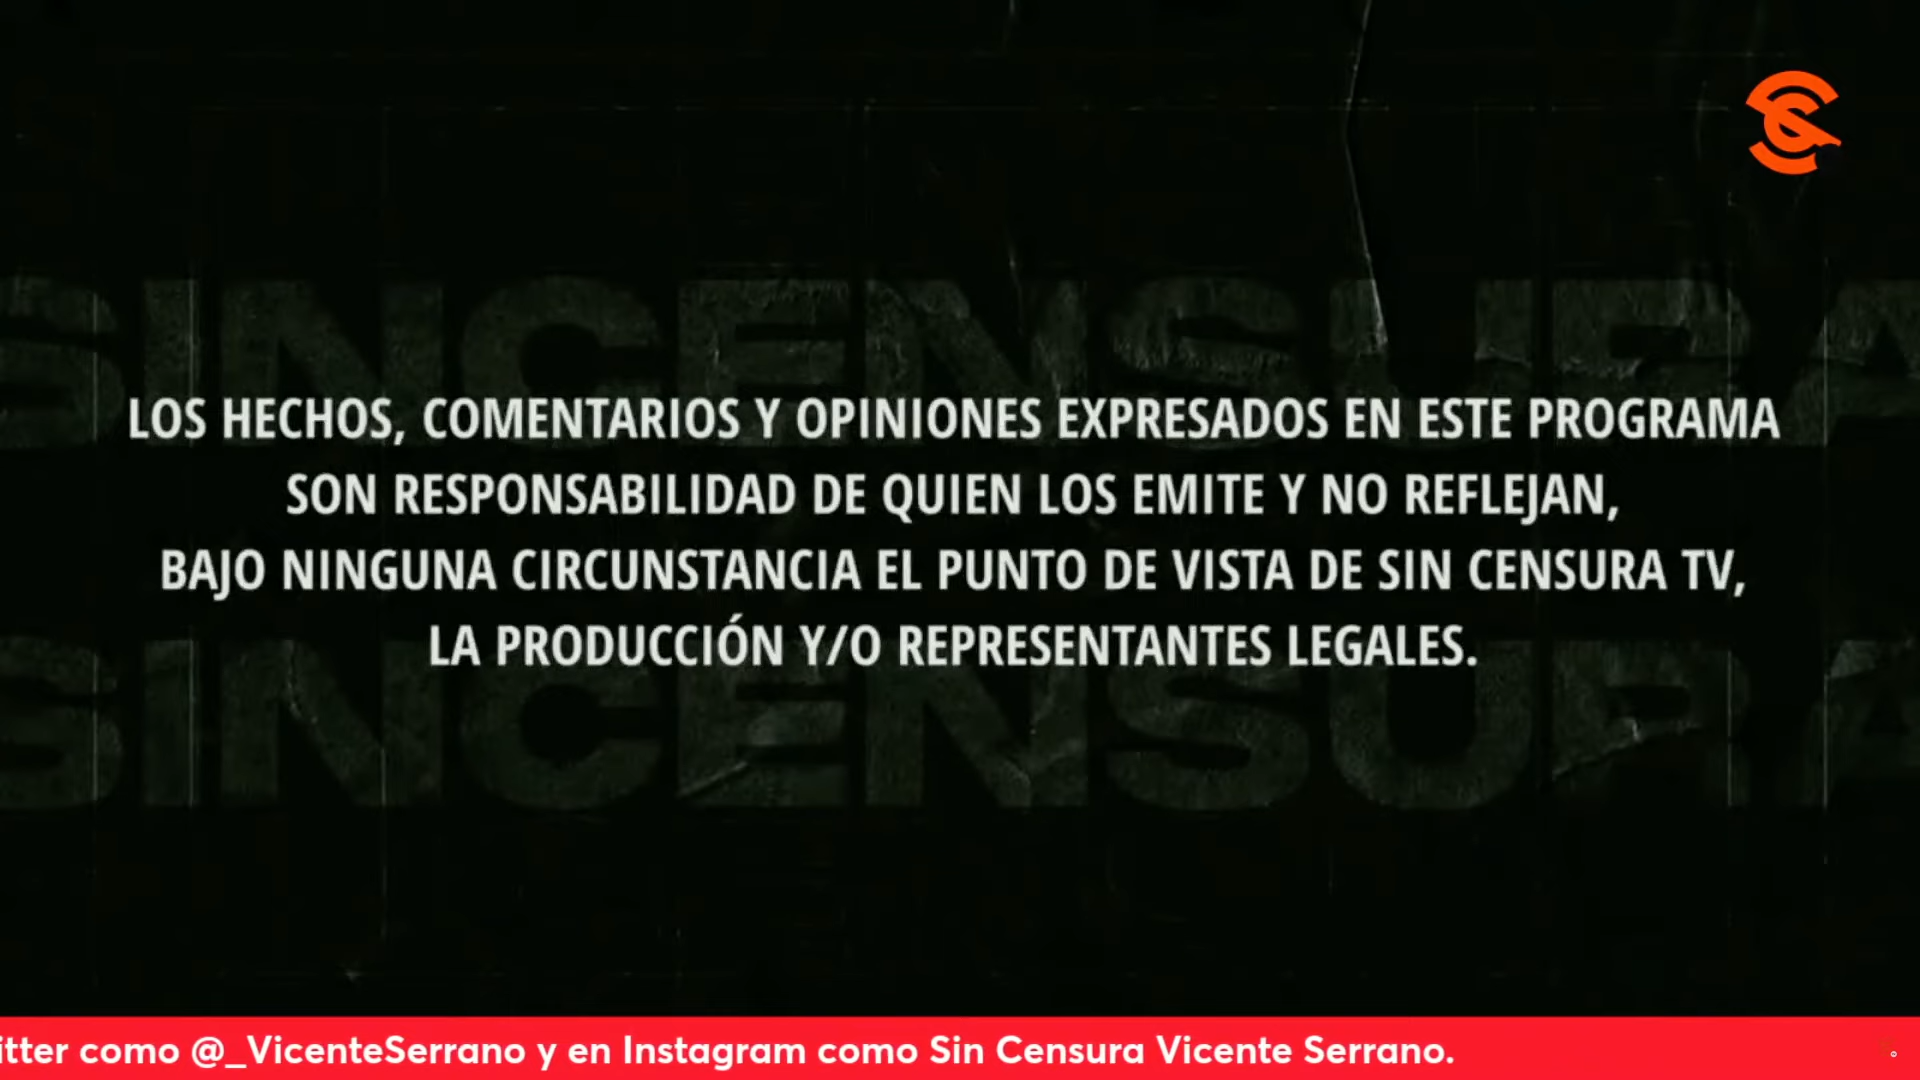 SINCENSURA
LOS HECHOS, COMENTARIOS Y OPINIONES EXPRESADOS EN ESTE PROGRAMA
SON RESPONSABILIDAD DE QUIEN LOS EMITE Y NO REFLEJAN,
BAJO NINGUNA CIRCUNSTANCIA EL PUNTO DE VISTA DE SIN CENSURA TV,
LA PRODUCCIÓN Y/O REPRESENTANTES LEGALES.
SINCENSURA
itter como @_VicenteSerrano y en Instagram como Sin Censura Vicente Serrano.